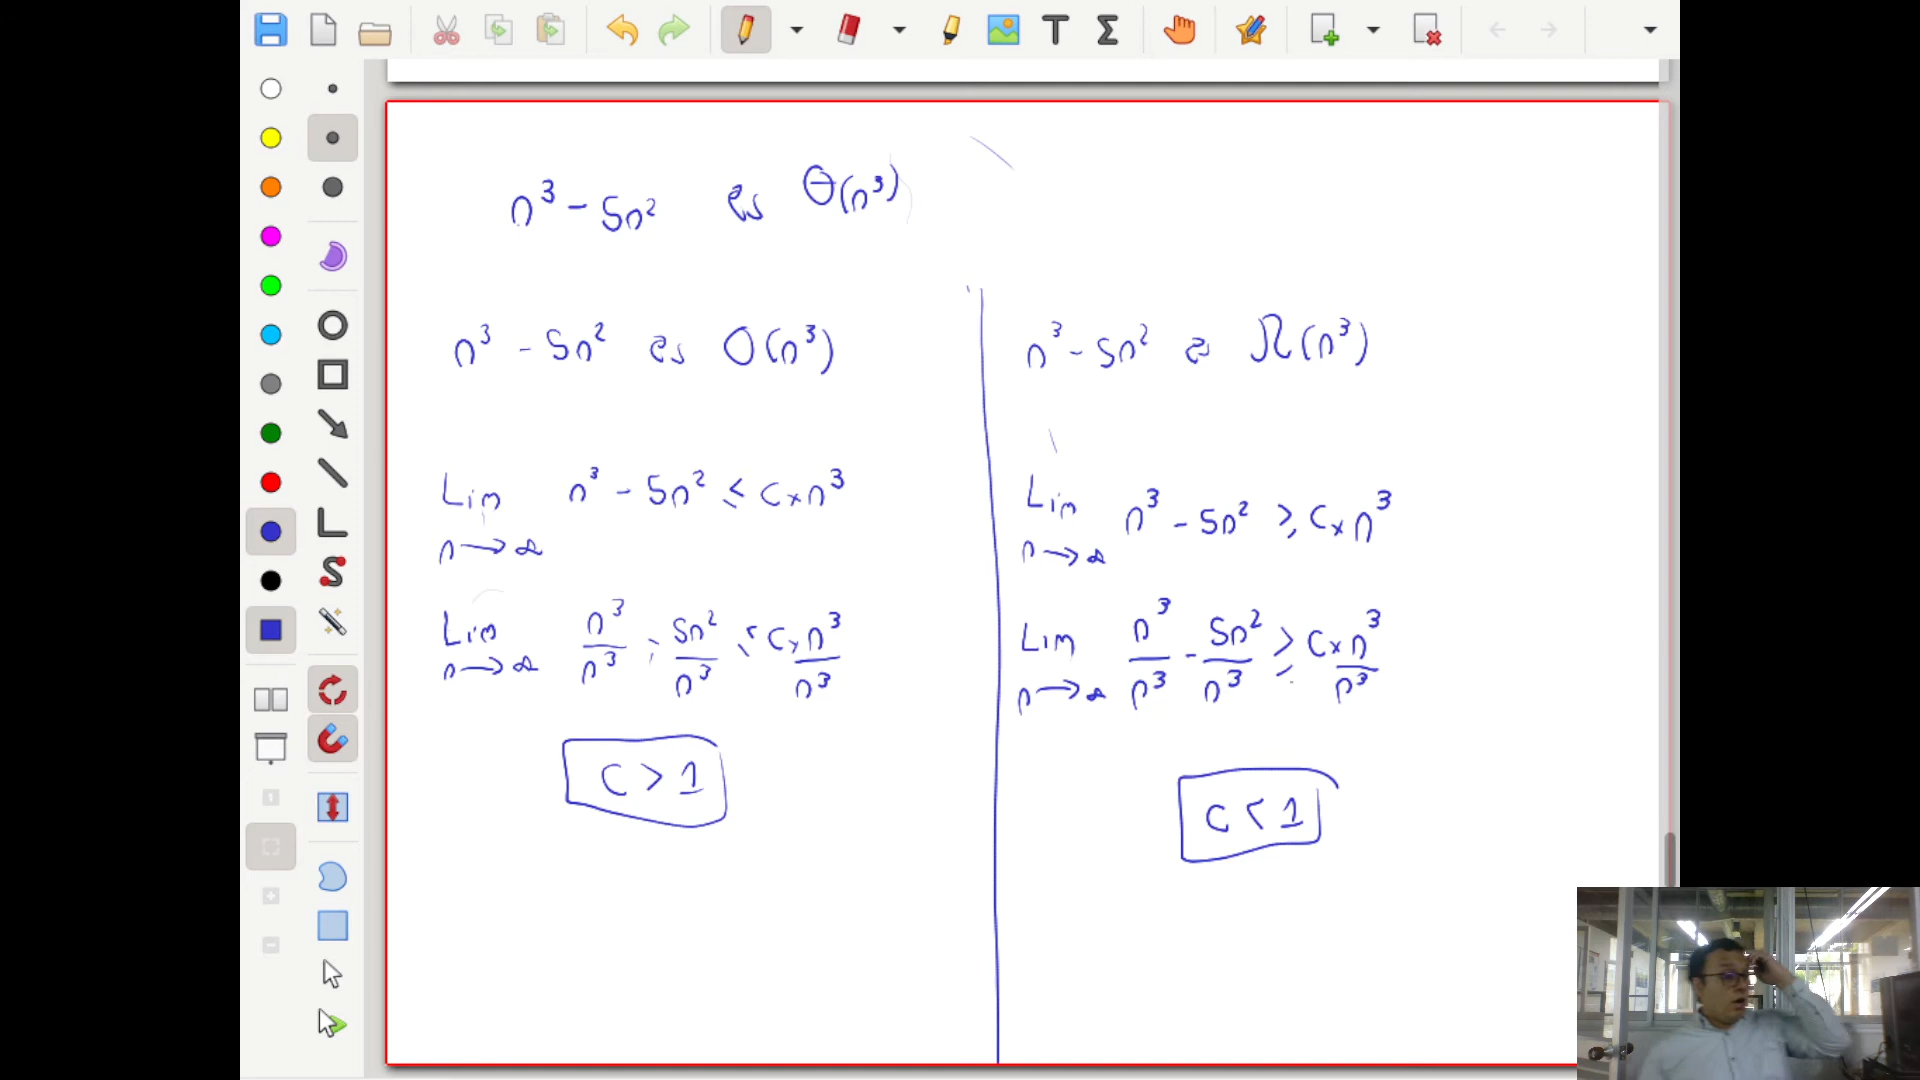 n³ - 5n² es Θ(n³)
n³ - 5n² es O(n³)
Lim n³ - 5n² ≤ c × n³
n → ∞
Lim n³/n³ - 5n²/n³ ≤ c × n³/n³
n → ∞
c > 1
n³ - 5n² es Ω(n³)
Lim n³ - 5n² ≥ c × n³
n → ∞
Lim n³/n³ - 5n²/n³ ≥ c × n³/n³
n → ∞
c < 1